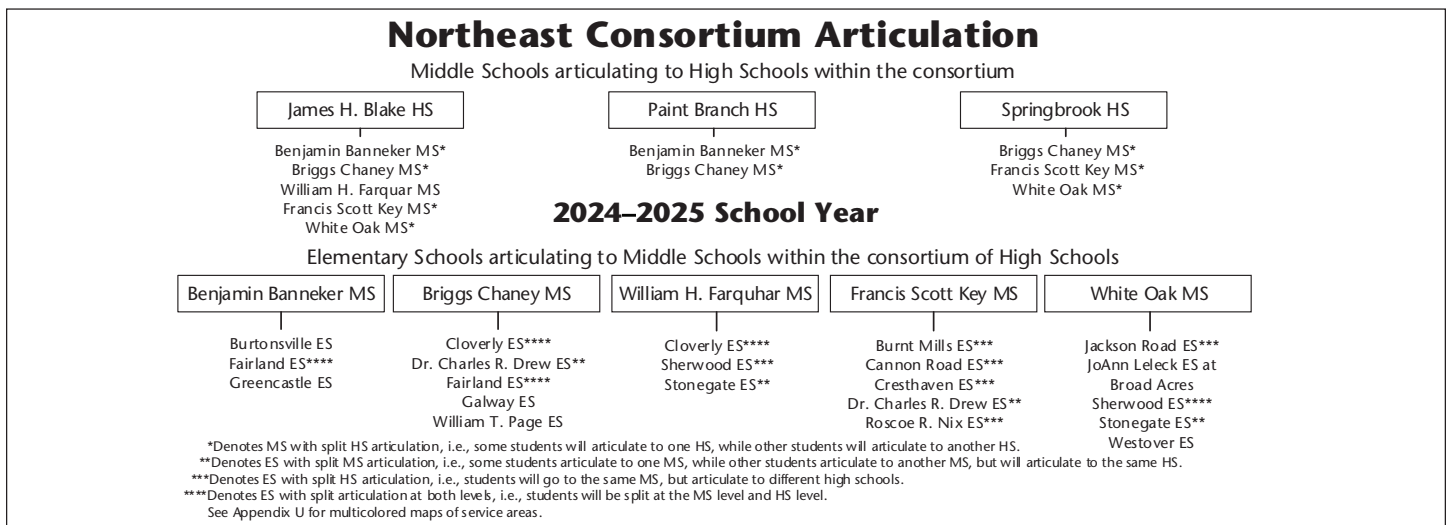 Northeast Consortium Articulation
Middle Schools articulating to High Schools within the consortium
James H. Blake HS
Benjamin Banneker MS*
Briggs Chaney MS*
William H. Farquar MS
Francis Scott Key MS*
White Oak MS*
Paint Branch HS
Benjamin Banneker MS*
Briggs Chaney MS*
Springbrook HS
Briggs Chaney MS*
Francis Scott Key MS*
White Oak MS*
2024–2025 School Year
Elementary Schools articulating to Middle Schools within the consortium of High Schools
Benjamin Banneker MS
Burtonsville ES
Fairland ES****
Greencastle ES
Briggs Chaney MS
Cloverly ES****
Dr. Charles R. Drew ES**
Fairland ES****
Galway ES
William T. Page ES
William H. Farquhar MS
Cloverly ES****
Sherwood ES***
Stonegate ES**
Francis Scott Key MS
Burnt Mills ES***
Cannon Road ES***
Cresthaven ES***
Dr. Charles R. Drew ES**
Roscoe R. Nix ES***
White Oak MS
Jackson Road ES***
JoAnn Leleck ES at
Broad Acres
Sherwood ES****
Stonegate ES**
Westover ES
*Denotes MS with split HS articulation, i.e., some students will articulate to one HS, while other students will articulate to another HS.
**Denotes ES with split MS articulation, i.e., some students articulate to one MS, while other students articulate to another MS, but will articulate to the same HS.
***Denotes ES with split HS articulation, i.e., students will go to the same MS, but articulate to different high schools.
****Denotes ES with split articulation at both levels, i.e., students will be split at the MS level and HS level.
See Appendix U for multicolored maps of service areas.